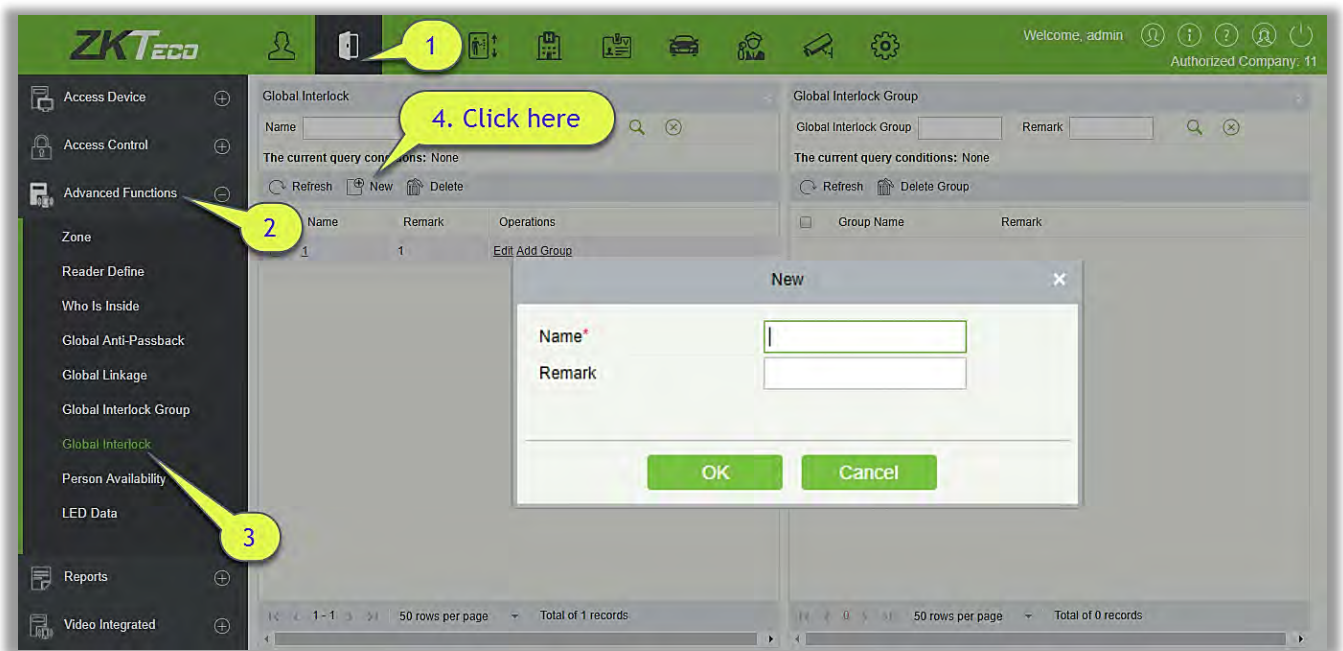 ZKTeco
Welcome, admin
Authorized Company: 11
1
Access Device
Access Control
Advanced Functions
2
Zone
Reader Define
Who Is Inside
Global Anti-Passback
Global Linkage
Global Interlock Group
Global Interlock
Person Availability
LED Data
3
Reports
Video Integrated
Global Interlock
Name
4. Click here
The current query conditions: None
Refresh New Delete
Name Remark Operations
1 1 Edit Add Group
1-1 50 rows per page Total of 1 records
Global Interlock Group
Global Interlock Group Remark
The current query conditions: None
Refresh Delete Group
Group Name Remark
0 50 rows per page Total of 0 records
New
Name*
Remark
OK Cancel